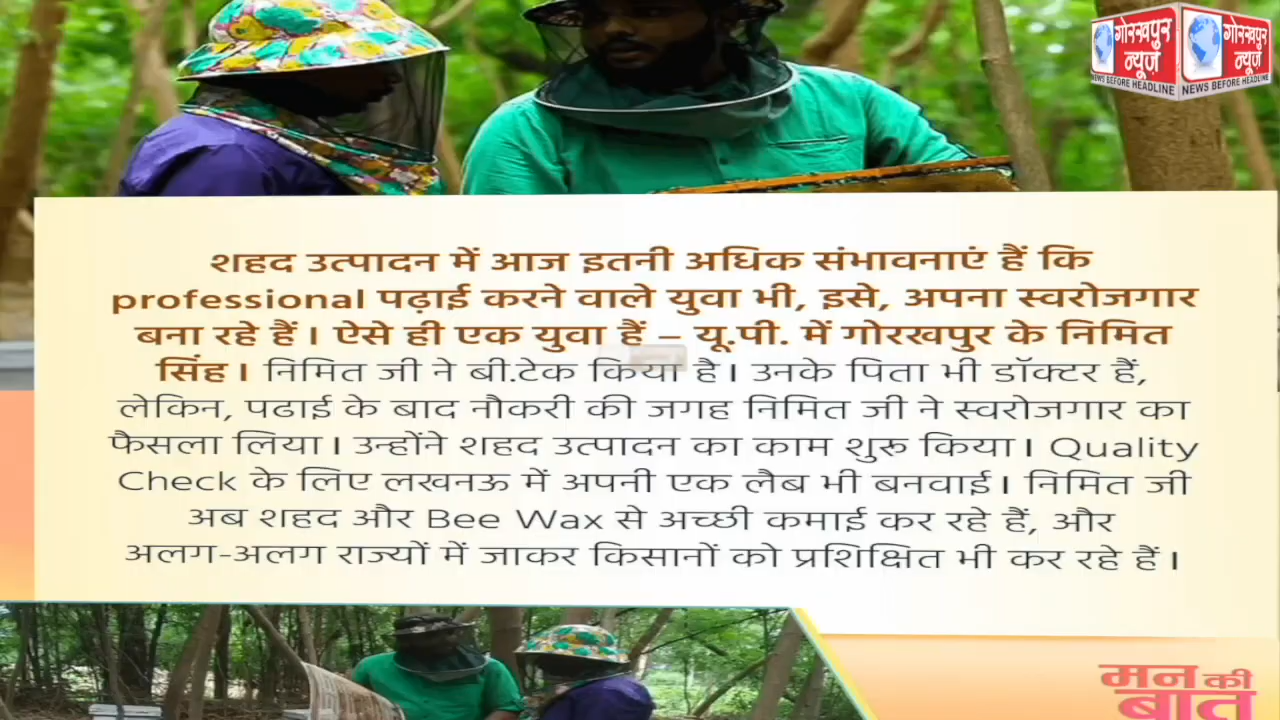 गोरखपुर
न्यूज़
NEWS BEFORE HEADLINE
गोरखपुर
न्यूज़
NEWS BEFORE HEADLINE
शहद उत्पादन में आज इतनी अधिक संभावनाएं हैं कि
professional पढ़ाई करने वाले युवा भी, इसे, अपना स्वरोजगार
बना रहे हैं । ऐसे ही एक युवा हैं – यू.पी. में गोरखपुर के निमित
सिंह । निमित जी ने बी.टेक किया है । उनके पिता भी डॉक्टर हैं,
लेकिन, पढाई के बाद नौकरी की जगह निमित जी ने स्वरोजगार का
फैसला लिया । उन्होंने शहद उत्पादन का काम शुरू किया । Quality
Check के लिए लखनऊ में अपनी एक लैब भी बनवाई । निमित जी
अब शहद और Bee Wax से अच्छी कमाई कर रहे हैं, और
अलग-अलग राज्यों में जाकर किसानों को प्रशिक्षित भी कर रहे हैं ।
मन की
बात